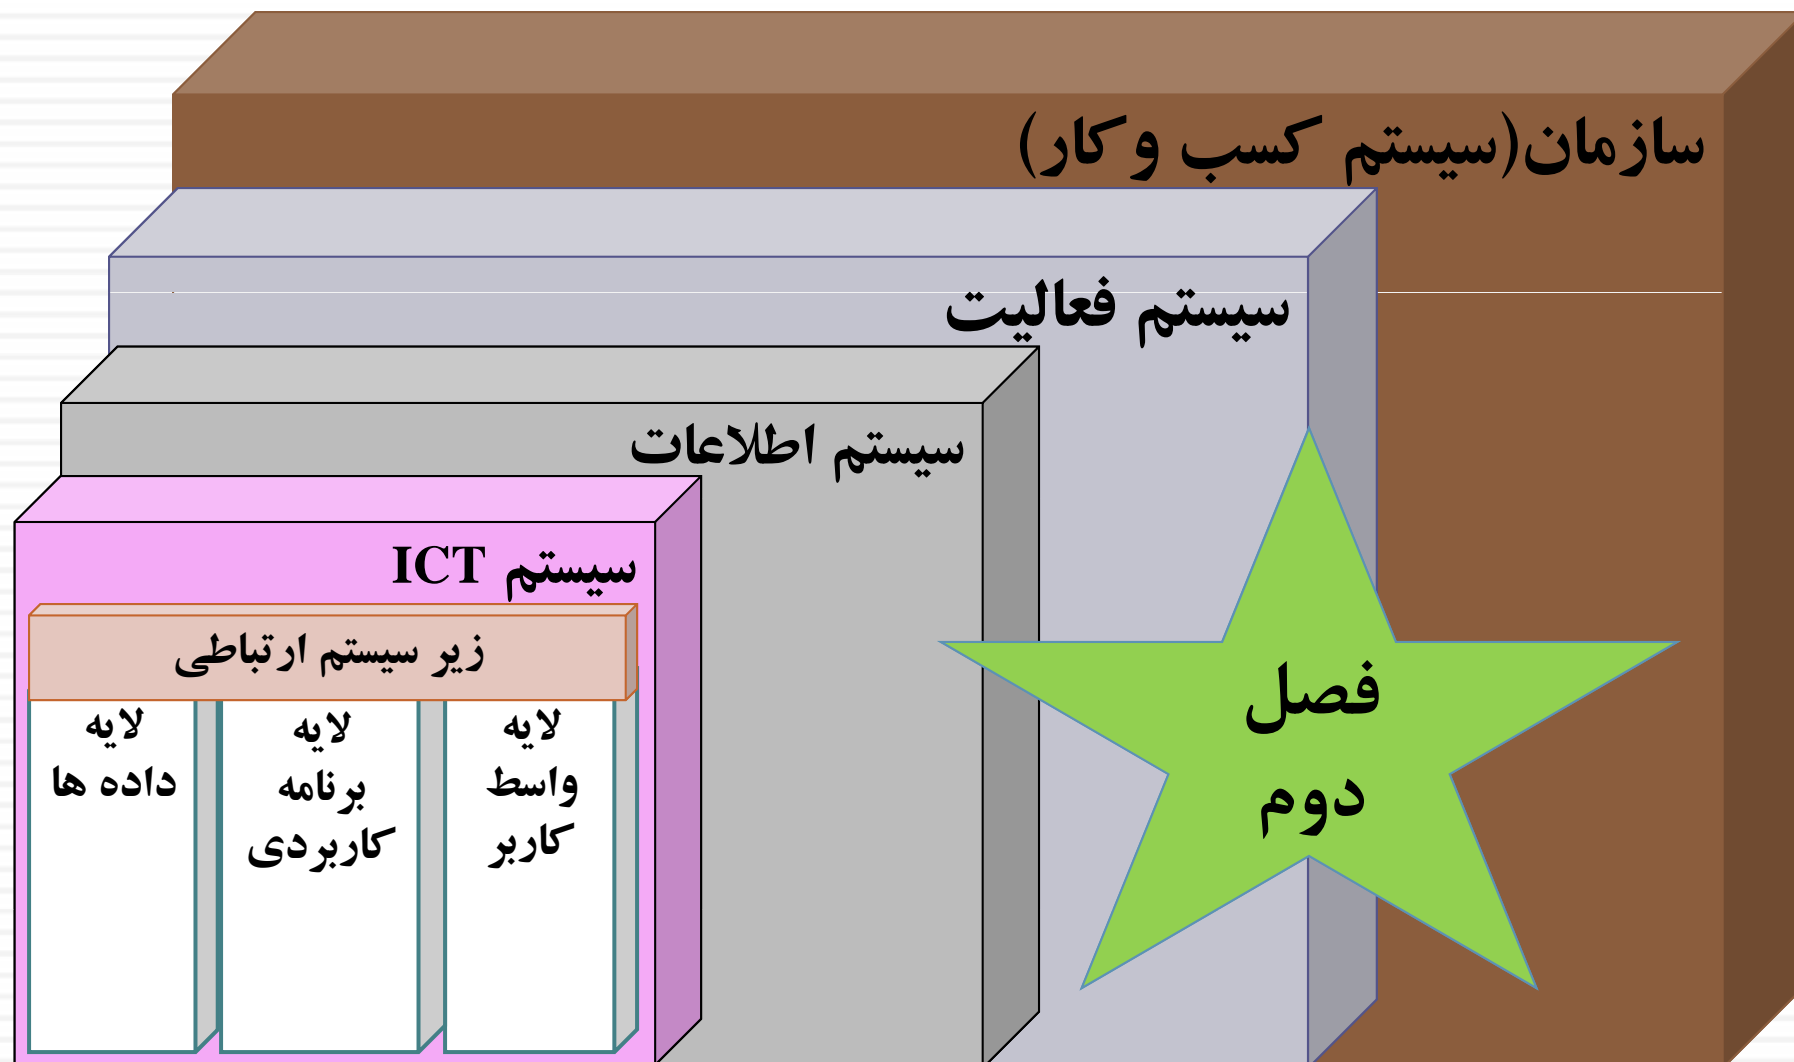 سازمان(سیستم کسب و کار)
سیستم فعالیت
سیستم اطلاعات
سیستم ICT
زیر سیستم ارتباطی
لایه
واسط
کاربر
لایه
برنامه
کاربردی
لایه
داده ها
فصل
دوم